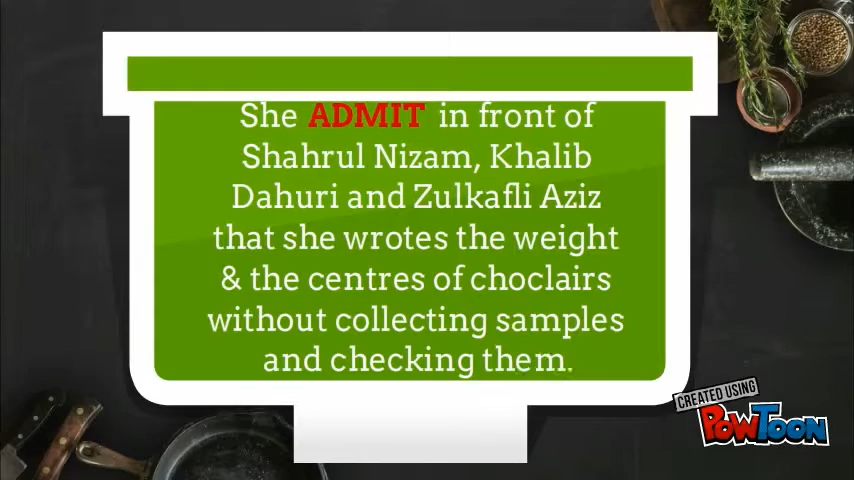 She ADMIT in front of
Shahrul Nizam, Khalib
Dahuri and Zulkafli Aziz
that she wrotes the weight
& the centres of choclairs
without collecting samples
and checking them.
CREATED USING
POWTOON